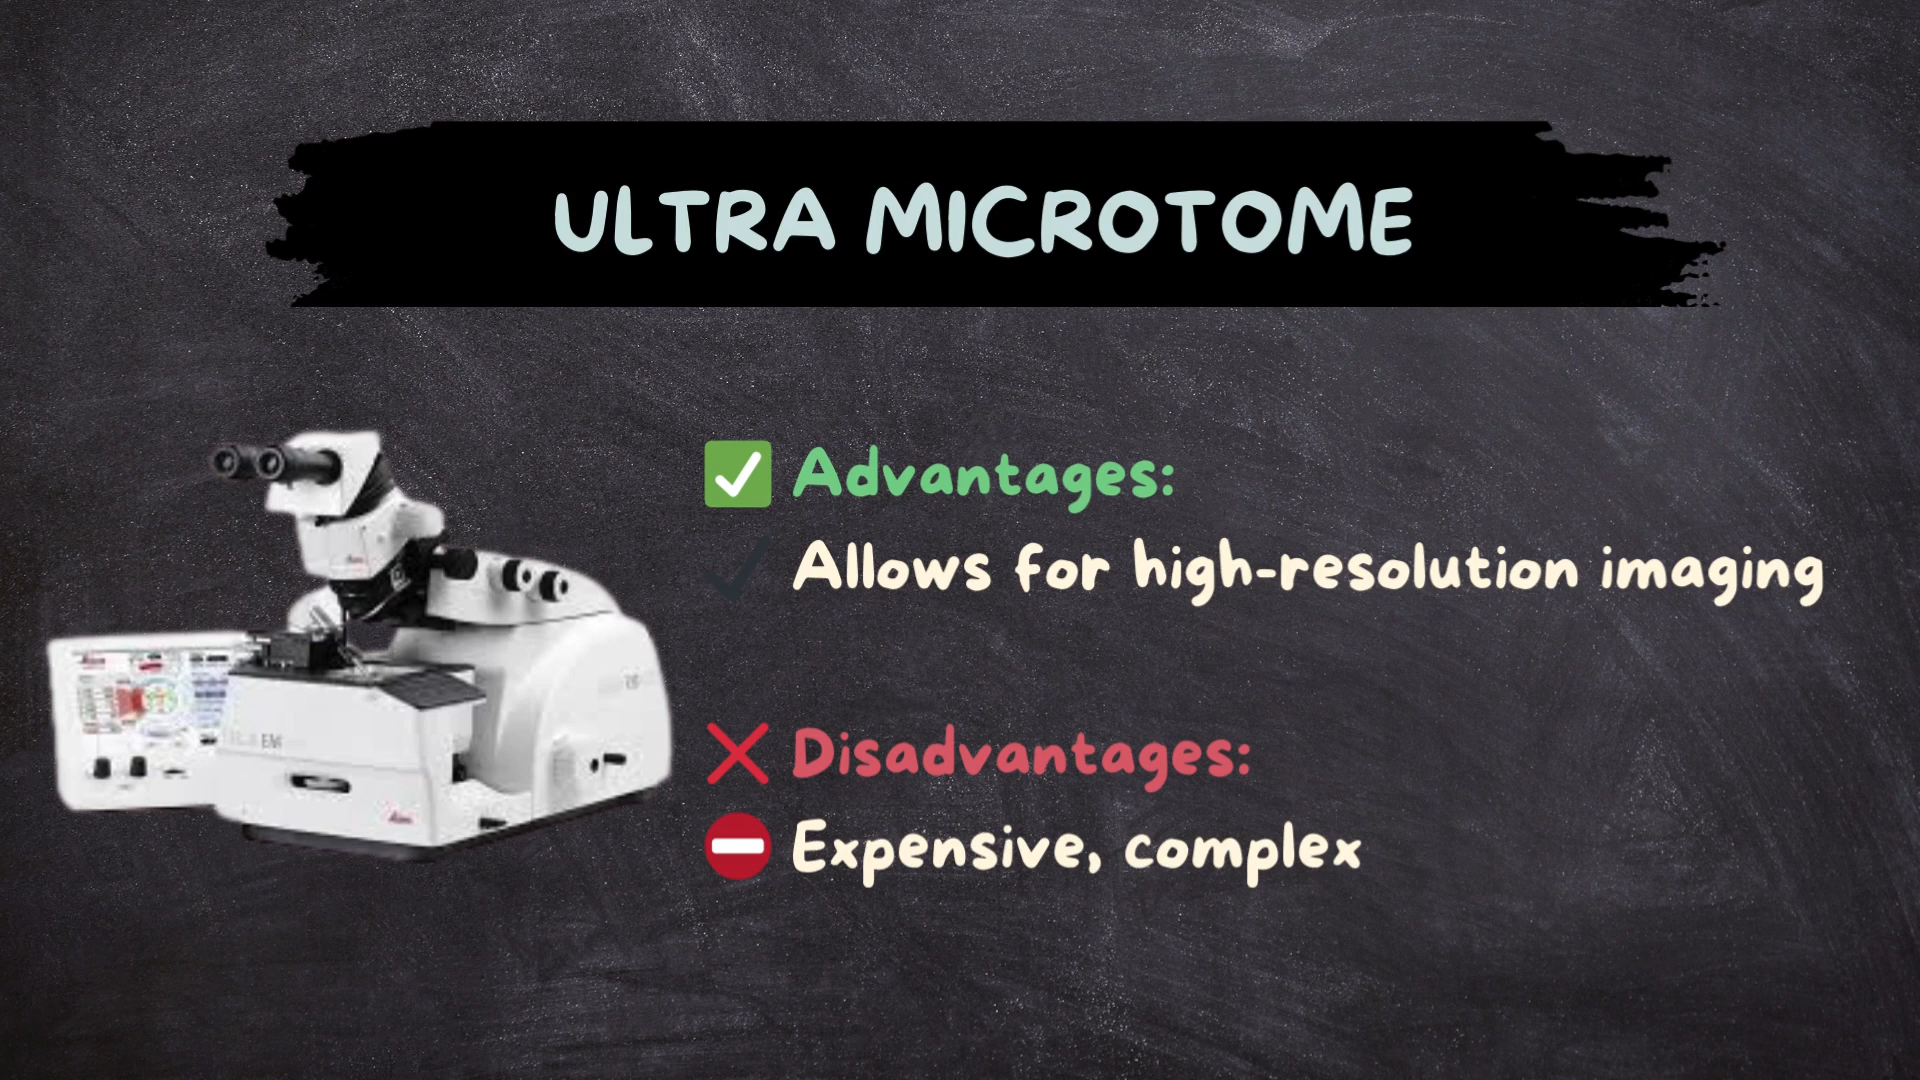 ULTRA MICROTOME
✅ Advantages:
✔ Allows for high-resolution imaging
❌ Disadvantages:
⛔ Expensive, complex